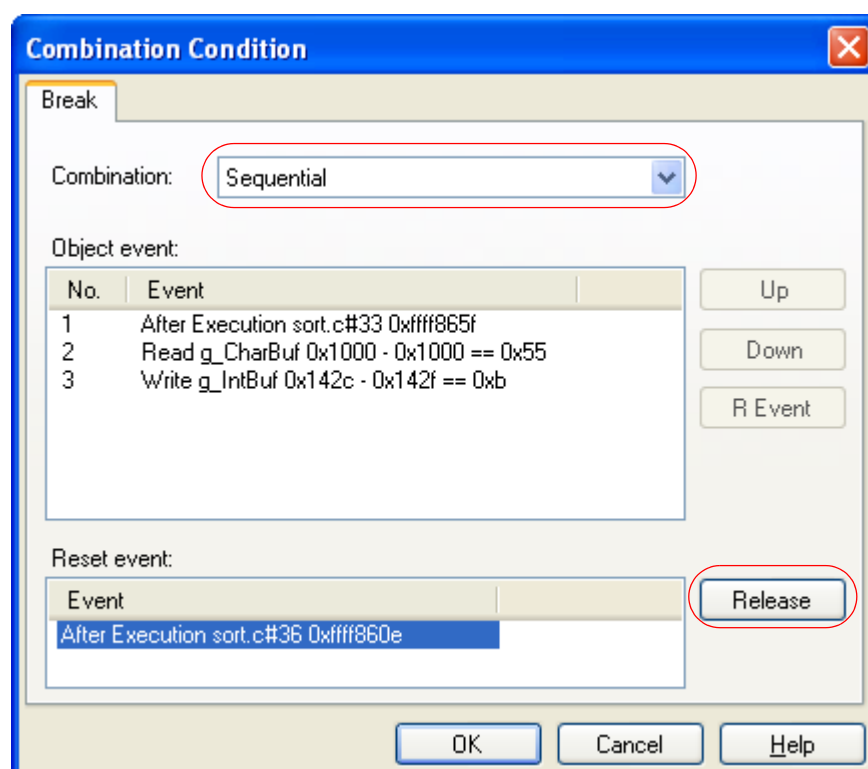 Combination Condition
Break
Combination: Sequential
Object event:
No. Event
1 After Execution sort.c#33 0xffff865f
2 Read g_CharBuf 0x1000 - 0x1000 == 0x55
3 Write g_IntBuf 0x142c - 0x142f == 0xb
Up
Down
R Event
Reset event:
Event
After Execution sort.c#36 0xffff860e
Release
OK Cancel Help